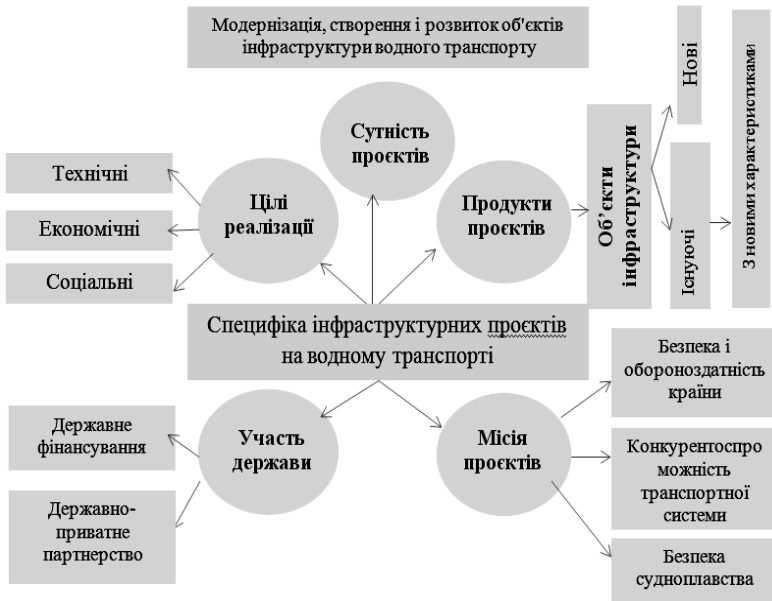 Модернізація, створення і розвиток об'єктів
інфраструктури водного транспорту
Сутність
проєктів
Цілі
реалізації
Технічні
Економічні
Соціальні
Продукти
проєктів
Об’єкти
інфраструктури
Нові
Існуючі
З новими характеристиками
Специфіка інфраструктурних проєктів
на водному транспорті
Участь
держави
Державне
фінансування
Державно-
приватне
партнерство
Місія
проєктів
Безпека і
обороноздатність
країни
Конкурентоспро
можність
транспортної
системи
Безпека
судноплавства